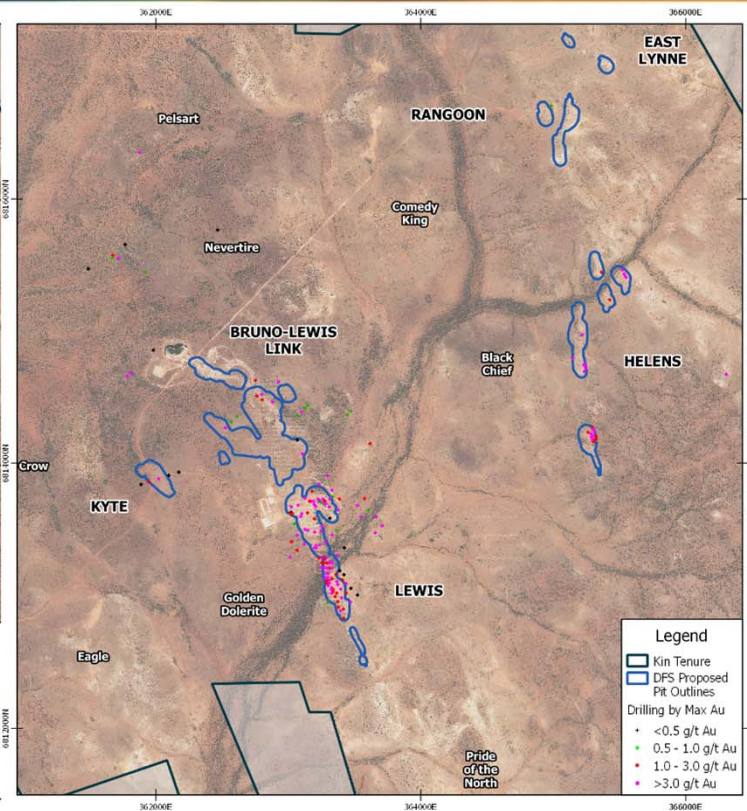 362000E
364000E
366000E
EAST
LYNNE
Pelsart
RANGOON
6816000N
Comedy
King
Nevertire
BRUNO-LEWIS
LINK
Black
Chief
HELENS
Crow
6814000N
KYTE
Golden
Dolerite
LEWIS
Eagle
6812000N
Pride
of the
North
Legend
Kin Tenure
DFS Proposed
Pit Outlines
Drilling by Max Au
<0.5 g/t Au
0.5 - 1.0 g/t Au
1.0 - 3.0 g/t Au
>3.0 g/t Au
362000E
364000E
366000E